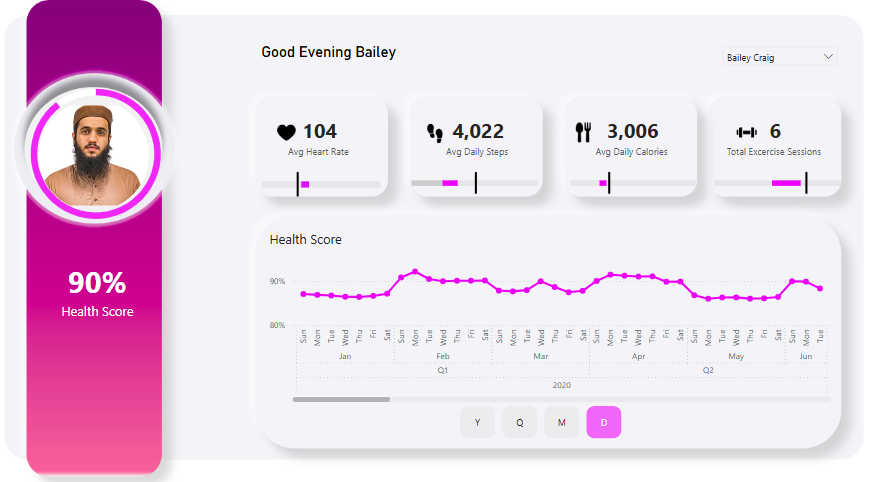 Good Evening Bailey
Bailey Craig
104
Avg Heart Rate
4,022
Avg Daily Steps
3,006
Avg Daily Calories
6
Total Excercise Sessions
90%
Health Score
Health Score
90%
80%
Sun Mon Tue Wed Thu Fri Sat Sun Mon Tue Wed Thu Fri Sat Sun Mon Tue Wed Thu Fri Sat Sun Mon Tue Wed Thu Fri Sat Sun Mon Tue Wed Thu Fri Sat Sun Mon Tue
Jan Feb Mar Apr May Jun
Q1 Q2
2020
Y Q M D